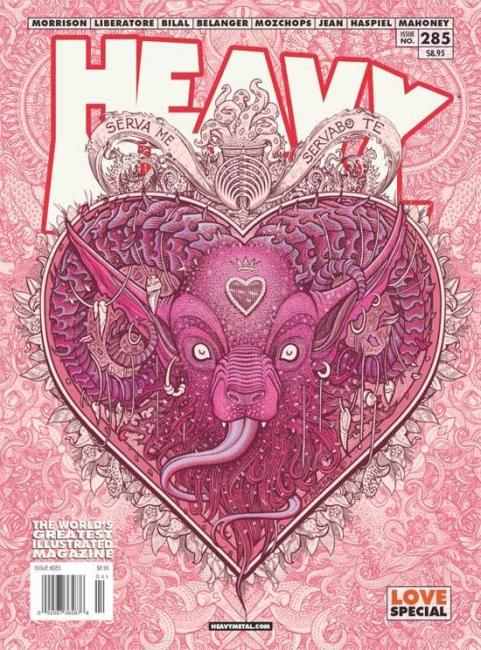 MORRISON | LIBERATORE | BILAL | BELANGER | MOZCHOPS | JEAN | HASPIEL | MAHONEY
HEAVY
ISSUE NO. 285
$8.95
SERVA ME
SERVABO TE
THE WORLD'S
GREATEST
ILLUSTRATED
MAGAZINE
ISSUE #285 $8.95
LOVE
SPECIAL
HEAVYMETAL.COM